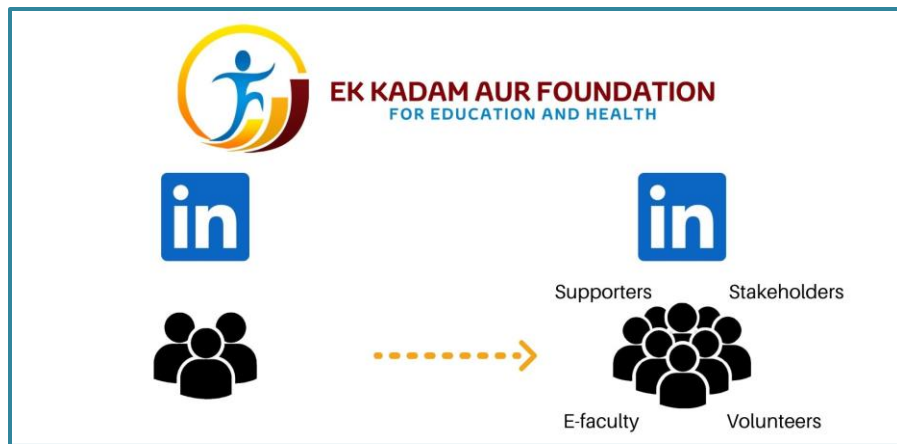 EK KADAM AUR FOUNDATION
FOR EDUCATION AND HEALTH
in
in
Supporters
Stakeholders
E-faculty
Volunteers